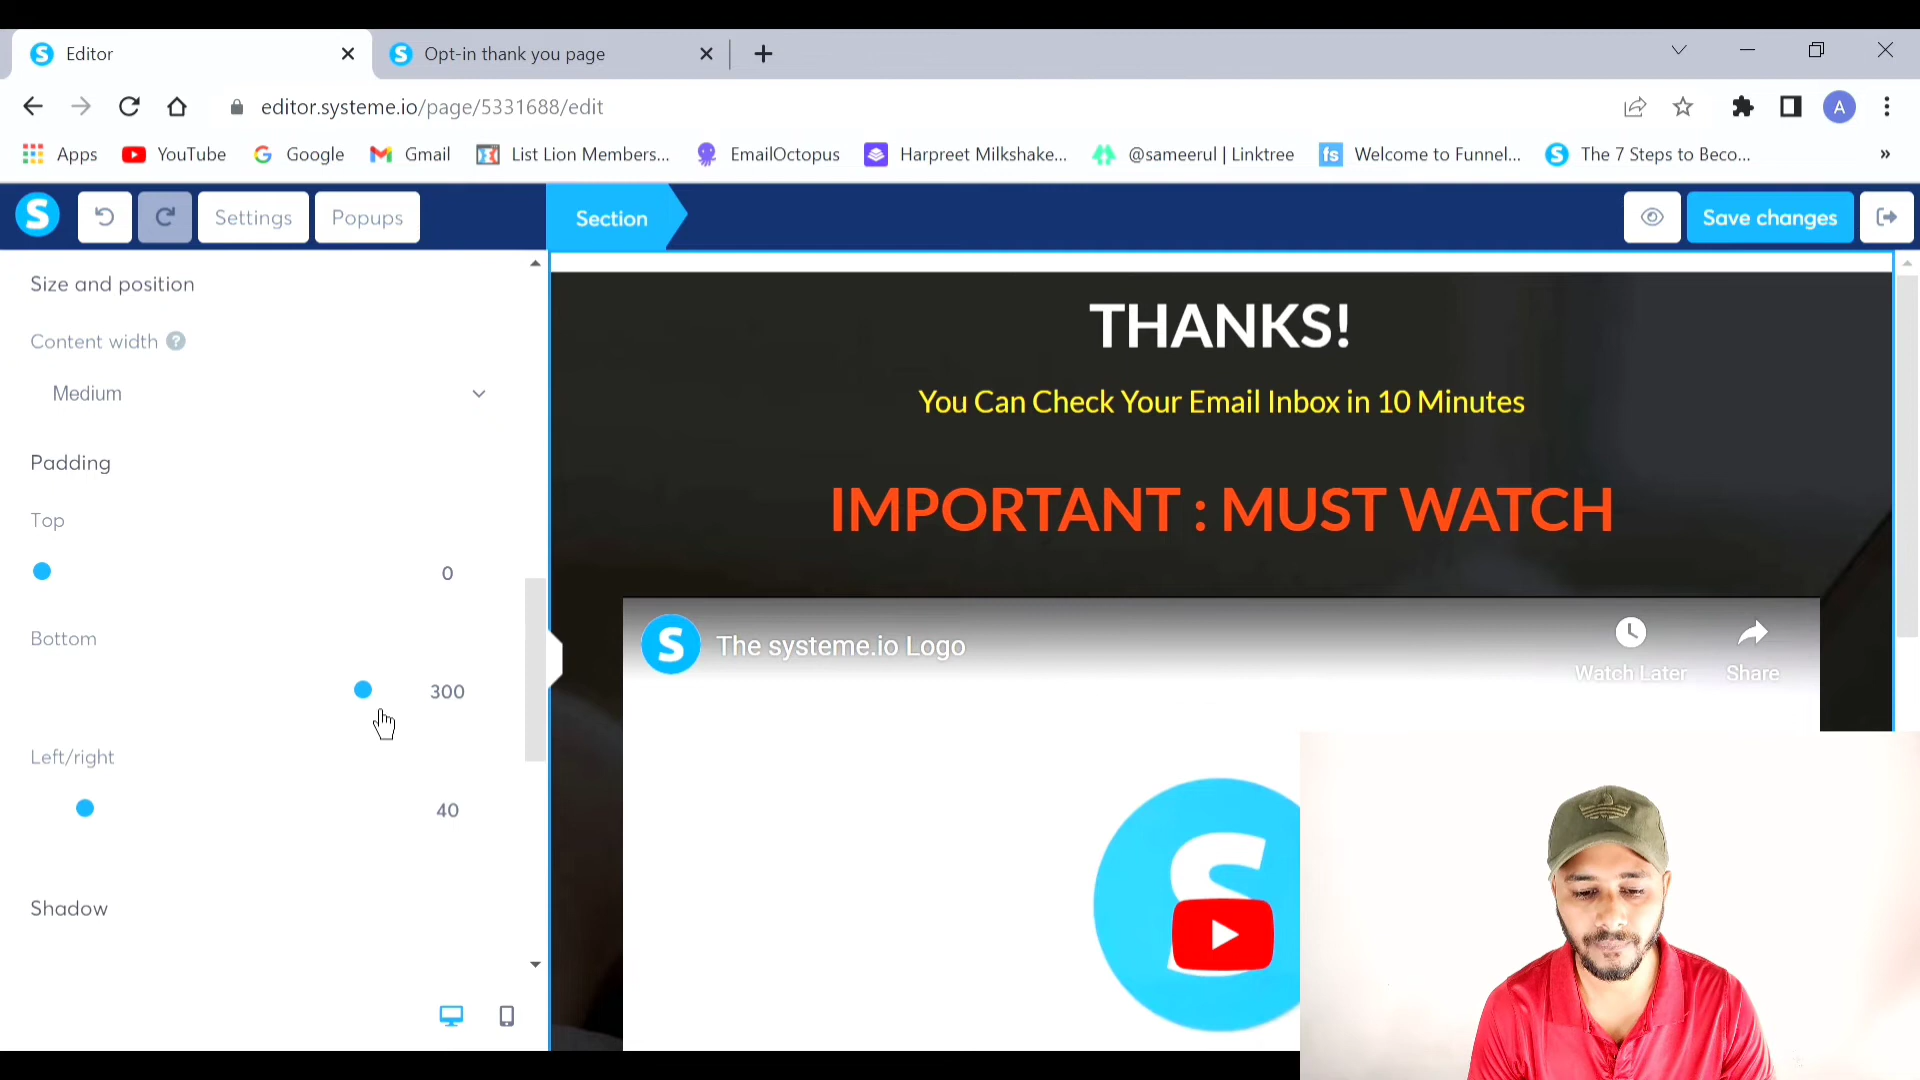 Editor
Opt-in thank you page
editor.systeme.io/page/5331688/edit
A
Apps
YouTube
Google
Gmail
List Lion Members...
EmailOctopus
Harpreet Milkshake...
@sameerul | Linktree
fs
Welcome to Funnel...
The 7 Steps to Beco...
»
S
Settings
Popups
Section
Save changes
Size and position
Content width ?
Medium
Padding
Top
0
Bottom
300
Left/right
40
Shadow
THANKS!
You Can Check Your Email Inbox in 10 Minutes
IMPORTANT : MUST WATCH
S
The systeme.io Logo
Watch Later
Share
S